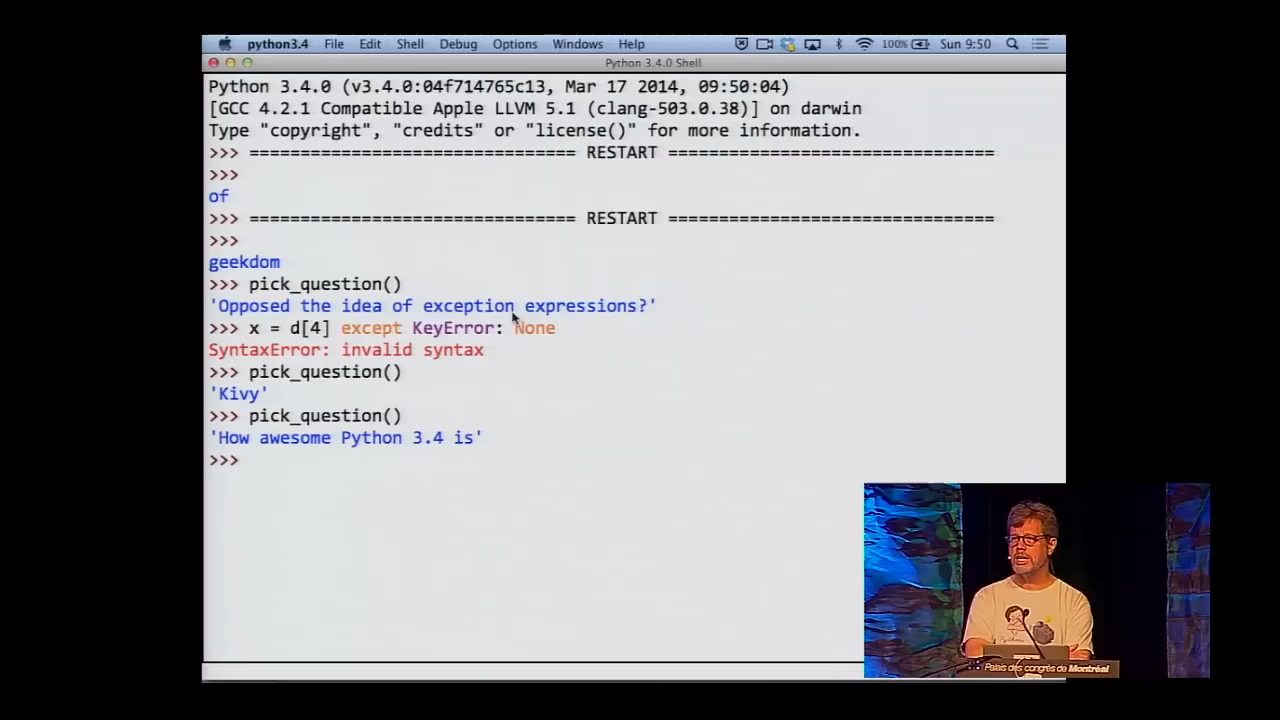 python3.4 File Edit Shell Debug Options Windows Help 100% Sun 9:50
Python 3.4.0 Shell
Python 3.4.0 (v3.4.0:04f714765c13, Mar 17 2014, 09:50:04)
[GCC 4.2.1 Compatible Apple LLVM 5.1 (clang-503.0.38)] on darwin
Type "copyright", "credits" or "license()" for more information.
>>> ================================ RESTART ================================
>>>
of
>>> ================================ RESTART ================================
>>>
geekdom
>>> pick_question()
'Opposed the idea of exception expressions?'
>>> x = d[4] except KeyError: None
SyntaxError: invalid syntax
>>> pick_question()
'Kivy'
>>> pick_question()
'How awesome Python 3.4 is'
>>>
Palais des congrès de Montréal